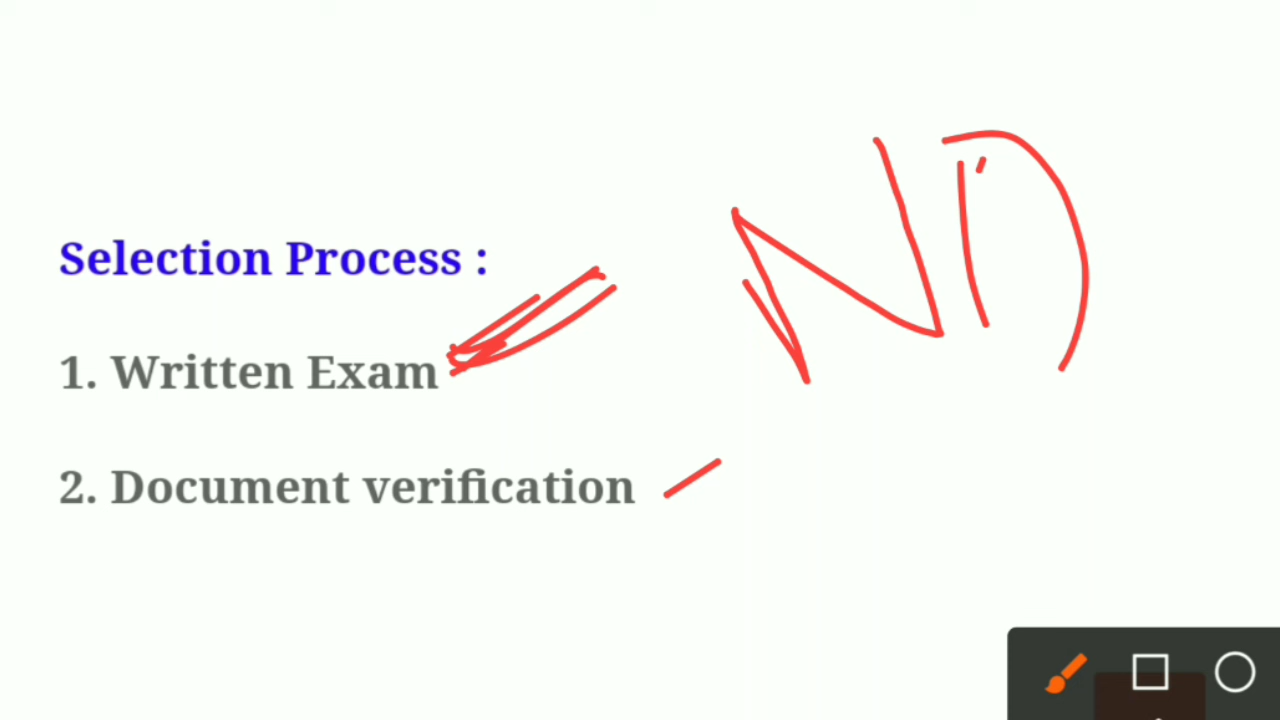 Selection Process :
1. Written Exam
2. Document verification